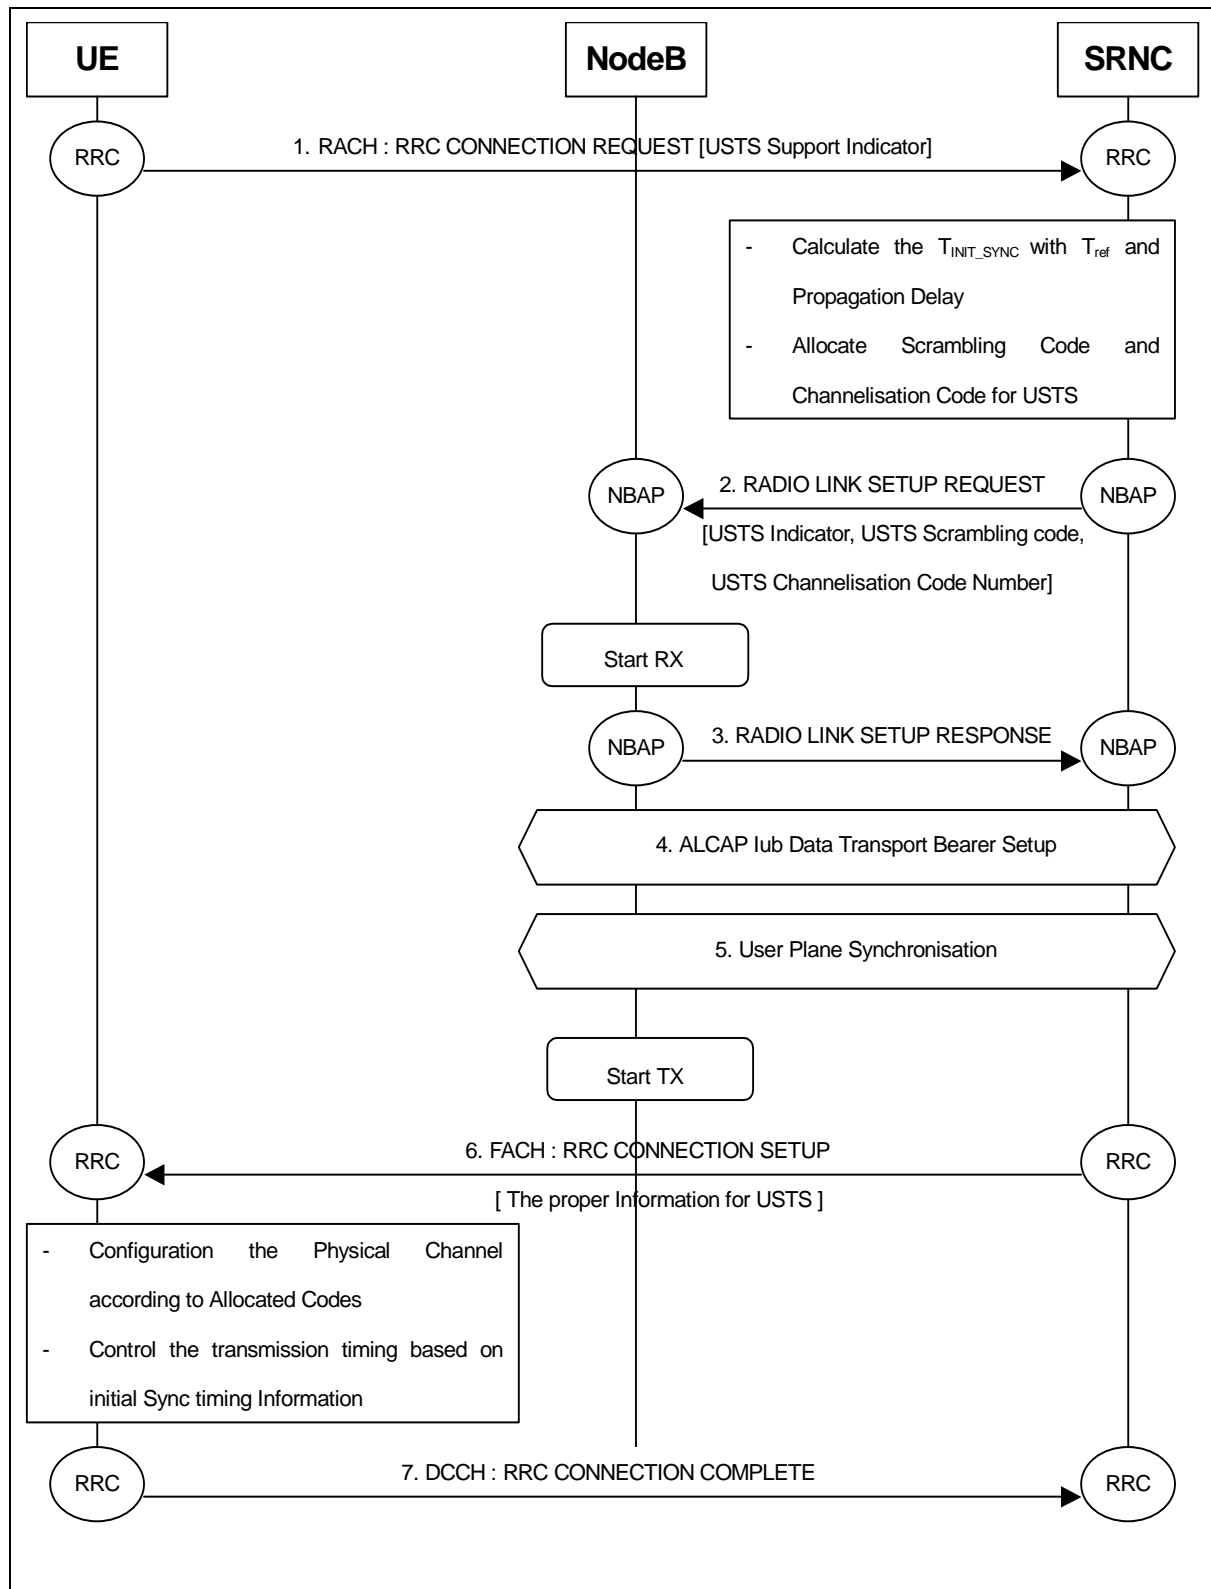 UE
NodeB
SRNC
RRC
1. RACH : RRC CONNECTION REQUEST [USTS Support Indicator]
RRC
- Calculate the TINIT_SYNC with Tref and
Propagation Delay
- Allocate Scrambling Code and
Channelisation Code for USTS
NBAP
2. RADIO LINK SETUP REQUEST
NBAP
[USTS Indicator, USTS Scrambling code,
USTS Channelisation Code Number]
Start RX
NBAP
3. RADIO LINK SETUP RESPONSE
NBAP
4. ALCAP Iub Data Transport Bearer Setup
5. User Plane Synchronisation
Start TX
RRC
6. FACH : RRC CONNECTION SETUP
RRC
[ The proper Information for USTS ]
- Configuration the Physical Channel
according to Allocated Codes
- Control the transmission timing based on
initial Sync timing Information
RRC
7. DCCH : RRC CONNECTION COMPLETE
RRC